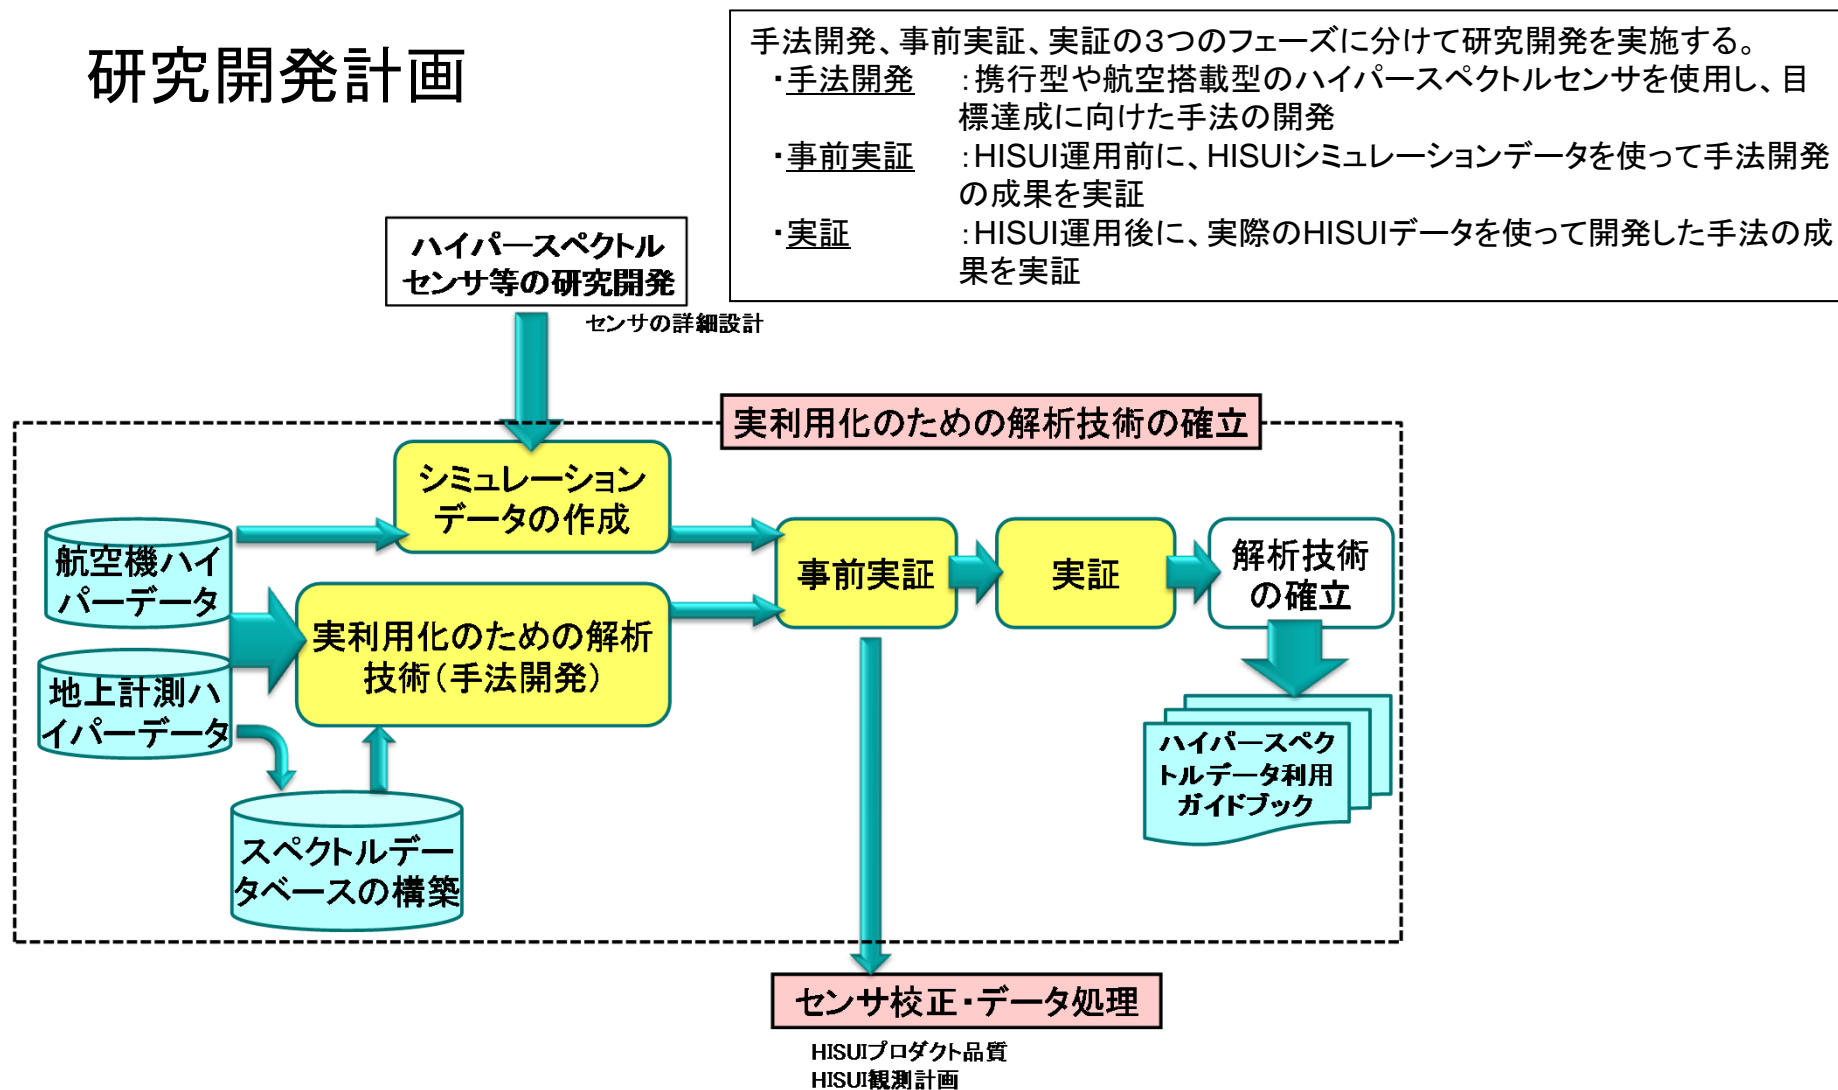 研究開発計画
手法開発、事前実証、実証の3つのフェーズに分けて研究開発を実施する。
・手法開発 :携行型や航空搭載型のハイパースペクトルセンサを使用し、目
標達成に向けた手法の開発
・事前実証 :HISUI運用前に、HISUIシミュレーションデータを使って手法開発
の成果を実証
・実証 :HISUI運用後に、実際のHISUIデータを使って開発した手法の成
果を実証
ハイパースペクトル
センサ等の研究開発
センサの詳細設計
実利用化のための解析技術の確立
シミュレーション
データの作成
航空機ハイ
パーデータ
事前実証
実証
解析技術
の確立
実利用化のための解析
技術(手法開発)
地上計測ハ
イパーデータ
ハイパースペク
トルデータ利用
ガイドブック
スペクトルデー
タベースの構築
センサ校正・データ処理
HISUIプロダクト品質
HISUI観測計画